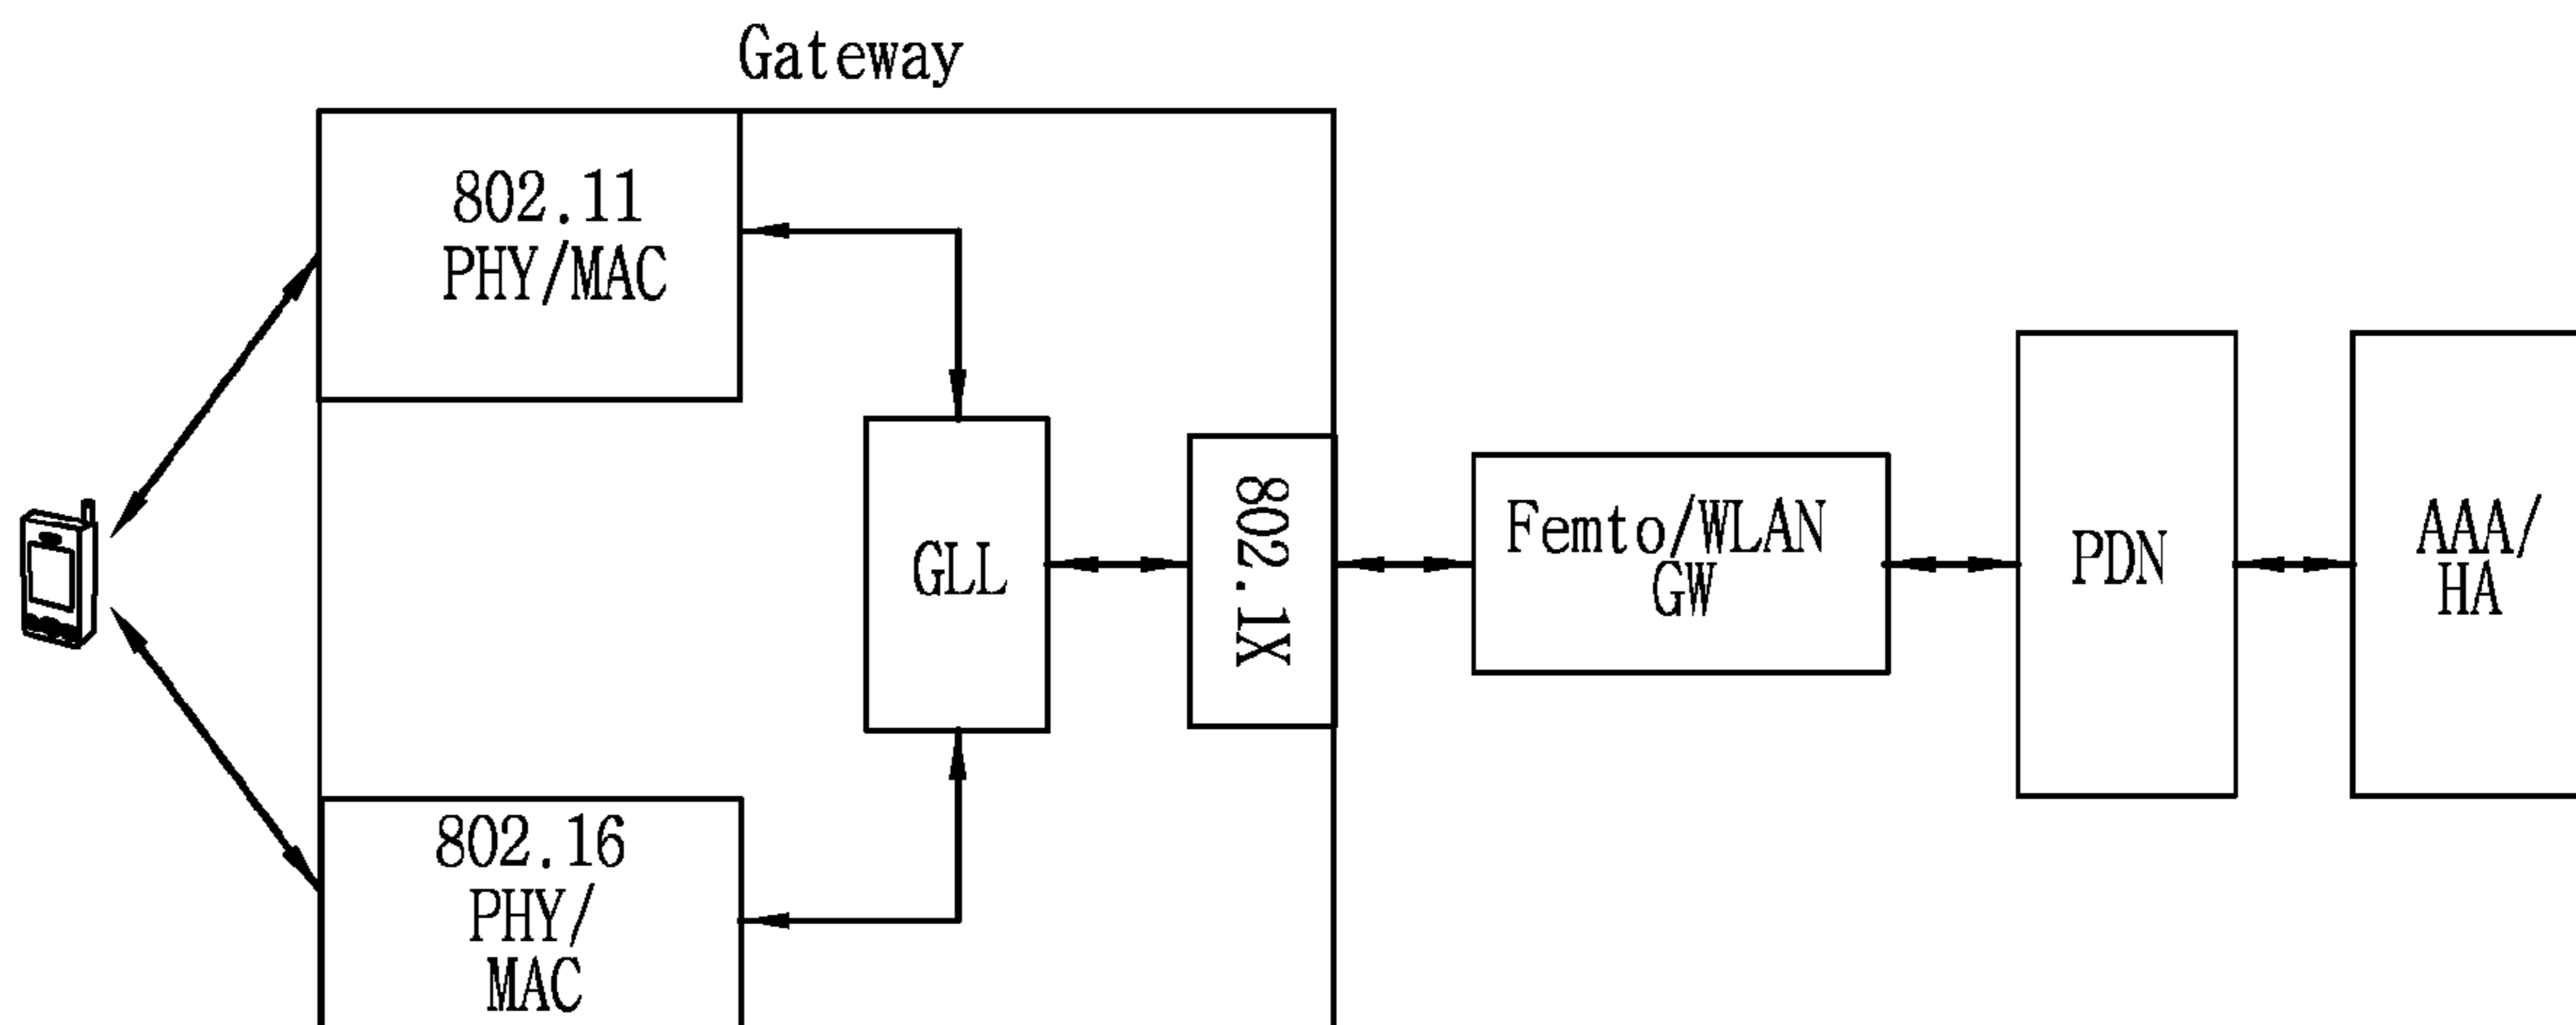 Gateway
802.11
PHY/MAC
GLL
802.1X
Femto/WLAN
GW
PDN
AAA/
HA
802.16
PHY/
MAC